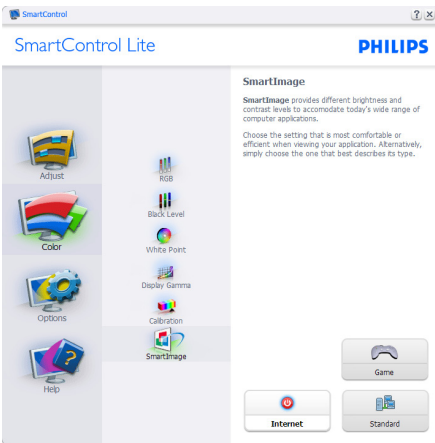 SmartControl
SmartControl Lite
PHILIPS
Adjust
Color
Options
Help
RGB
Black Level
White Point
Display Gamma
Calibration
SmartImage
SmartImage
SmartImage provides different brightness and
contrast levels to accomodate today's wide range of
computer applications.
Choose the setting that is most comfortable or
efficient when viewing your application. Alternatively,
simply choose the one that best describes its type.
Game
Internet
Standard